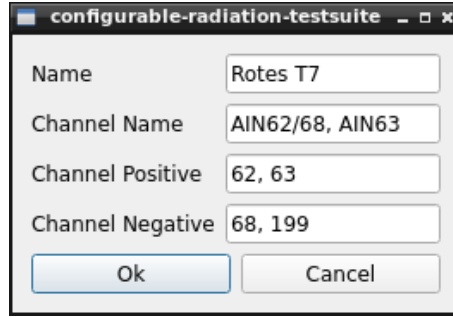 configurable-radiation-testsuite
Name Rotes T7
Channel Name AIN62/68, AIN63
Channel Positive 62, 63
Channel Negative 68, 199
Ok Cancel